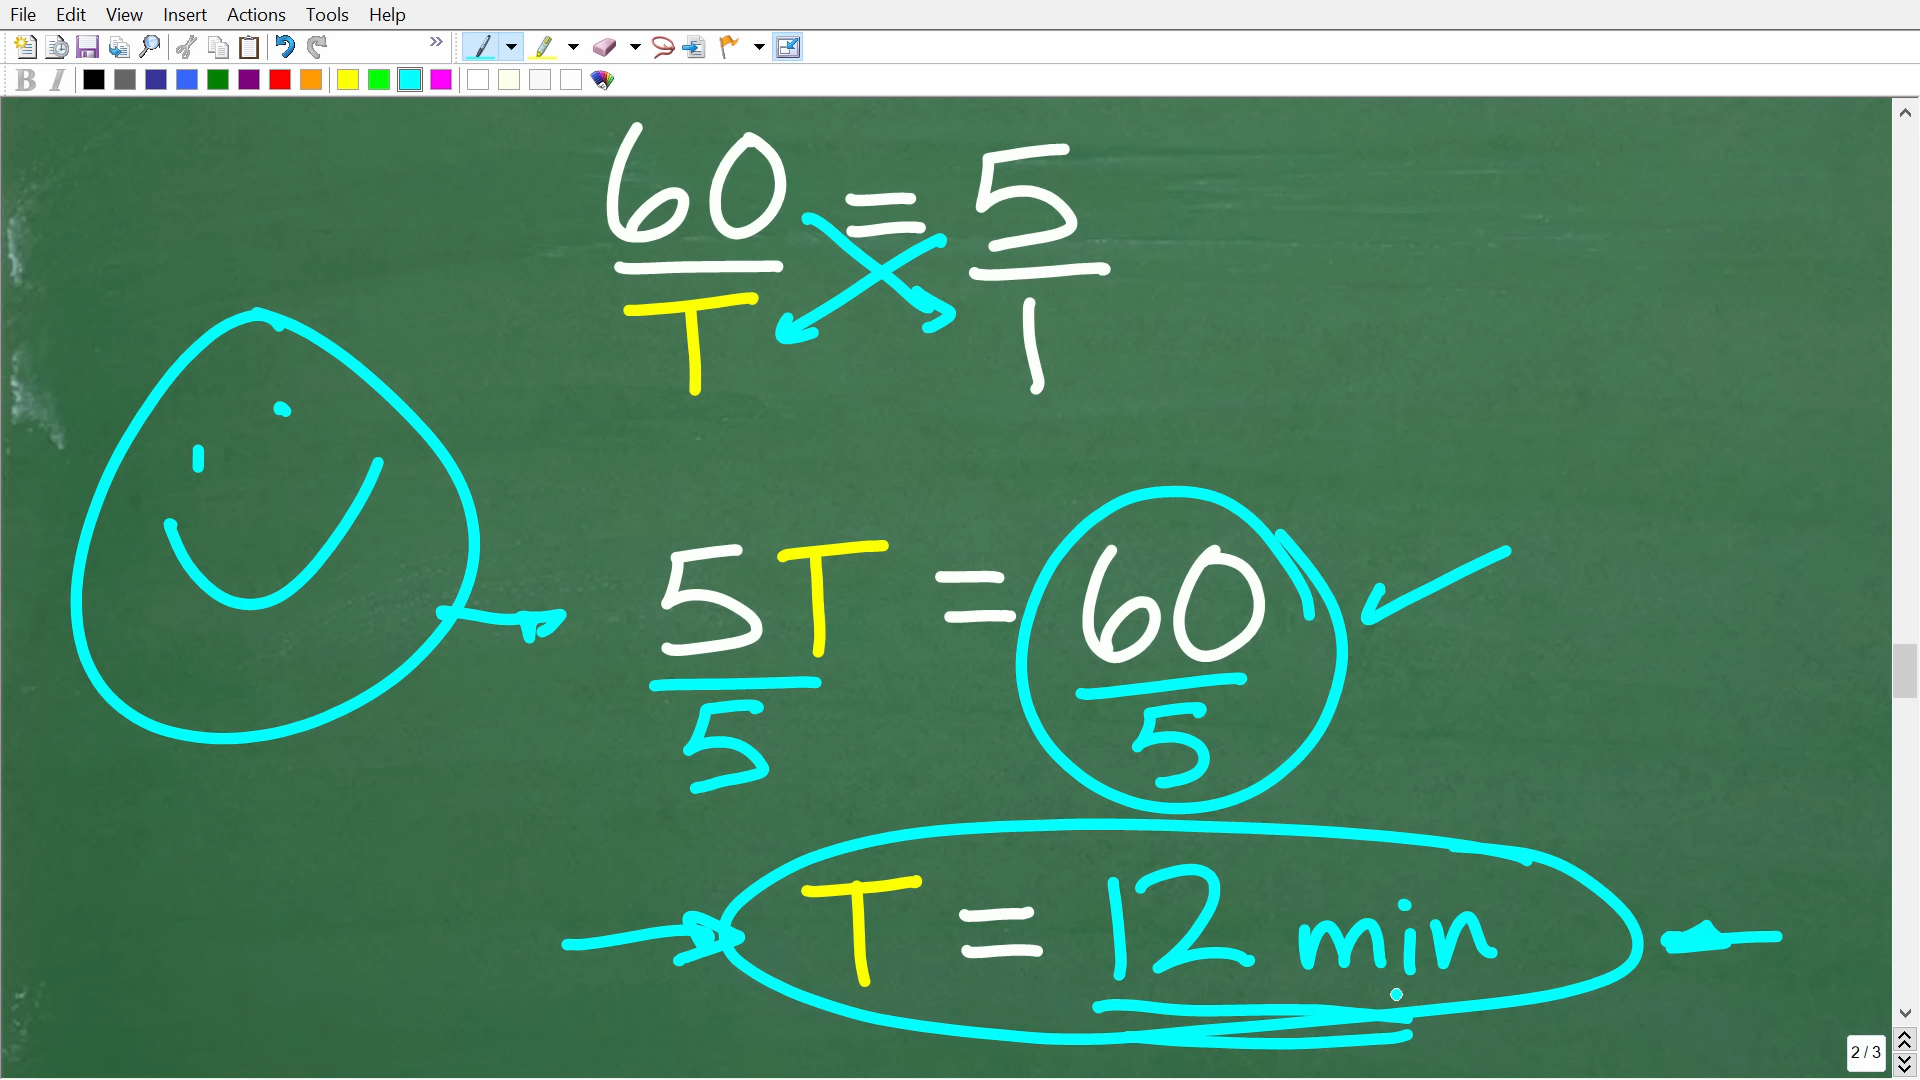 File Edit View Insert Actions Tools Help
B I
60 = 5
T 1
5T = 60
5 5
T = 12 min
2 / 3